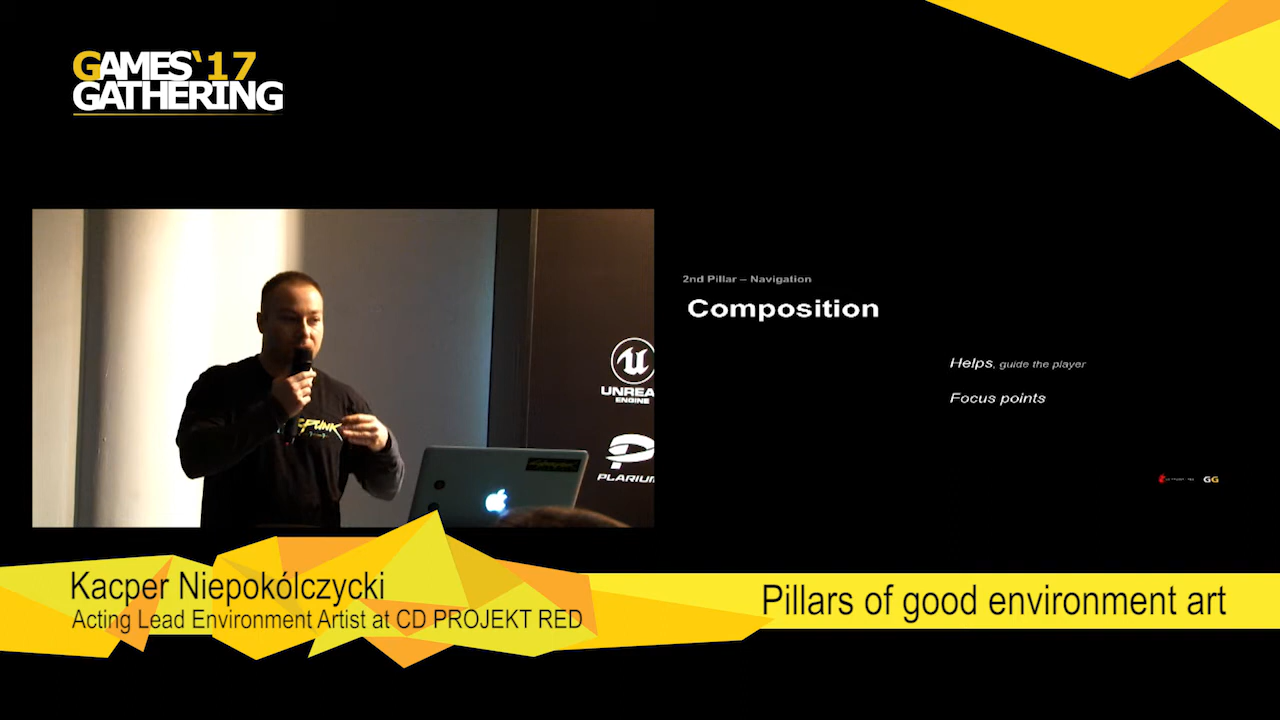 GAMES‘17
GATHERING
UNREA
ENGINE
PLARIUM
2nd Pillar – Navigation
Composition
Helps, guide the player
Focus points
GG
Kacper Niepokólczycki
Acting Lead Environment Artist at CD PROJEKT RED
Pillars of good environment art